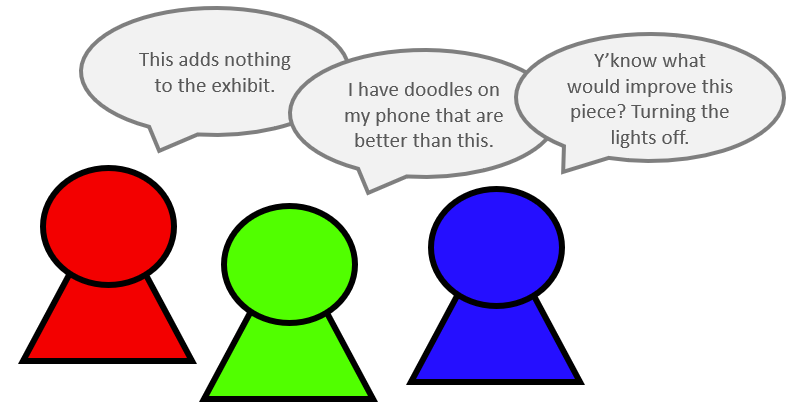 This adds nothing
to the exhibit.
I have doodles on
my phone that are
better than this.
Y’know what
would improve this
piece? Turning the
lights off.